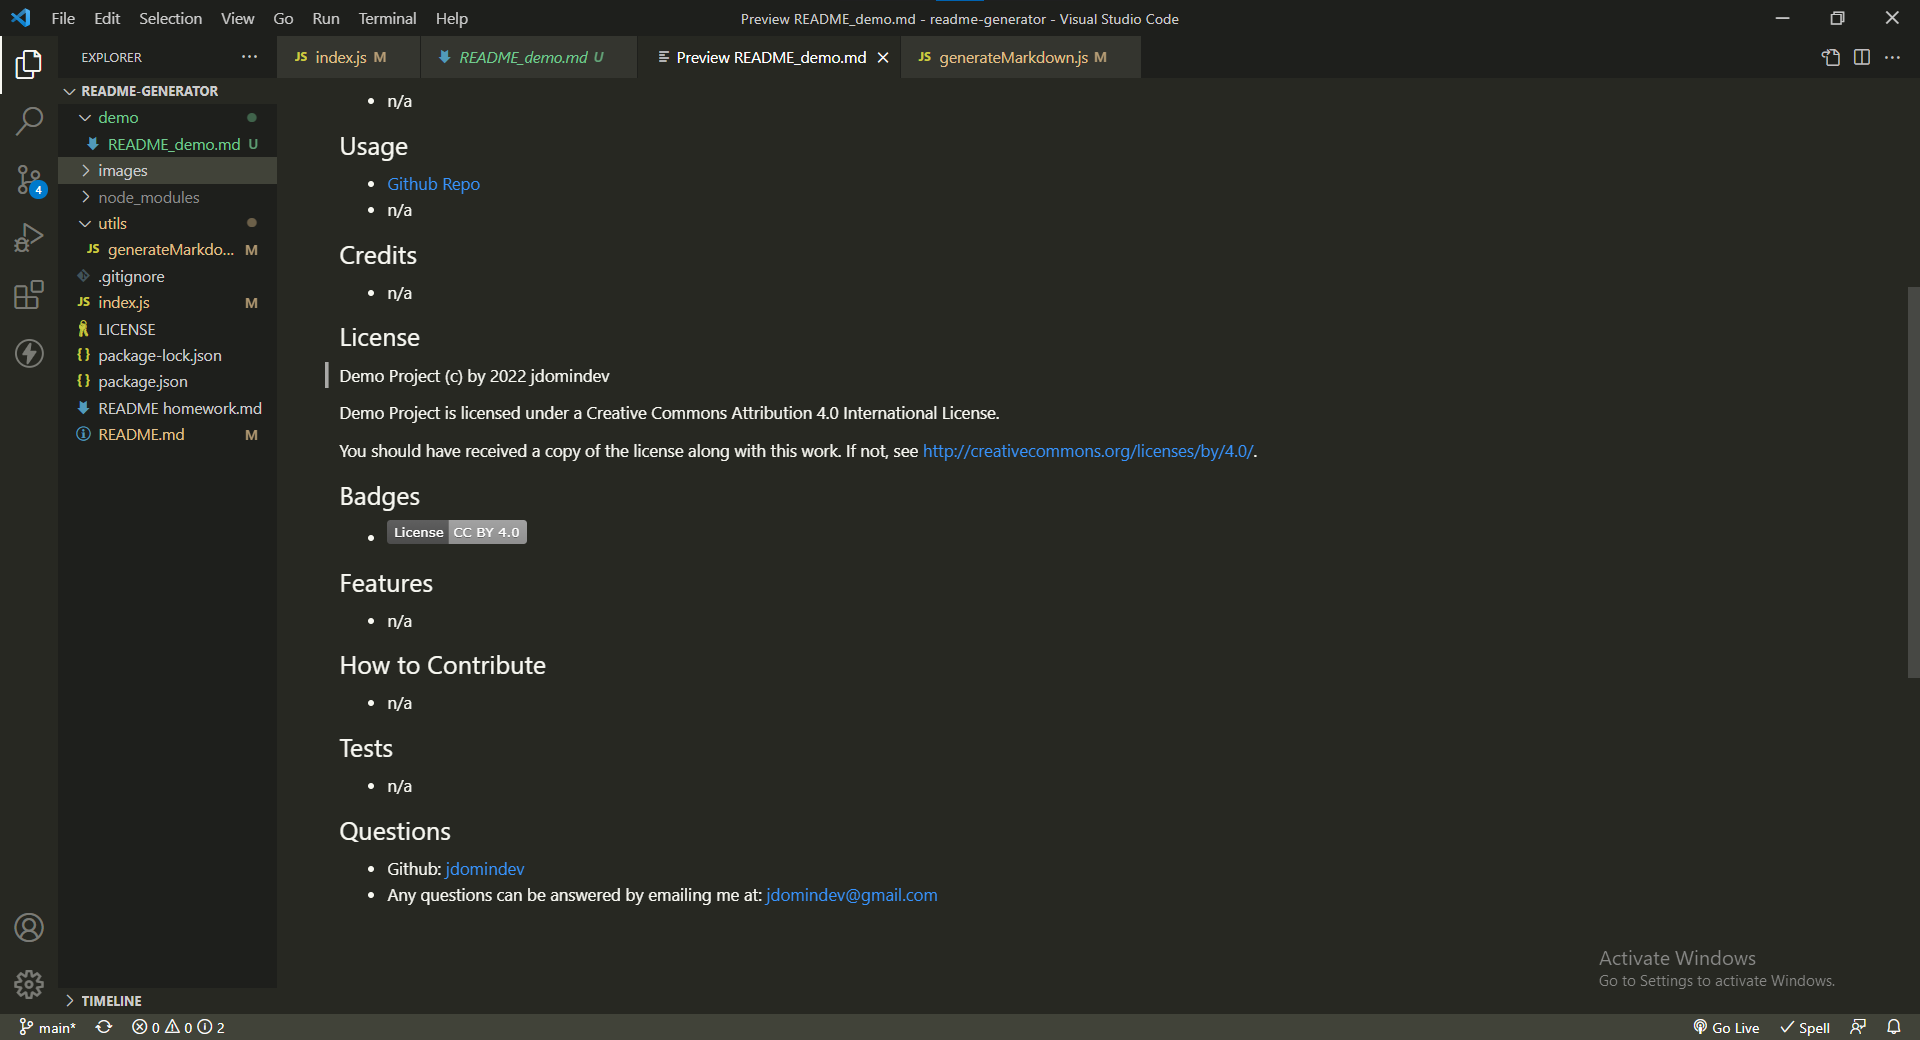 File Edit Selection View Go Run Terminal Help
Preview README_demo.md - readme-generator - Visual Studio Code
EXPLORER ···
JS index.js M
README_demo.md U
Preview README_demo.md
JS generateMarkdown.js M
README-GENERATOR
demo
README_demo.md U
images
node_modules
utils
JS generateMarkdo... M
.gitignore
JS index.js M
LICENSE
{} package-lock.json
{} package.json
README homework.md
README.md M
TIMELINE
4
• n/a
Usage
• Github Repo
• n/a
Credits
• n/a
License
Demo Project (c) by 2022 jdomindev
Demo Project is licensed under a Creative Commons Attribution 4.0 International License.
You should have received a copy of the license along with this work. If not, see http://creativecommons.org/licenses/by/4.0/.
Badges
• License CC BY 4.0
Features
• n/a
How to Contribute
• n/a
Tests
• n/a
Questions
• Github: jdomindev
• Any questions can be answered by emailing me at: jdomindev@gmail.com
Activate Windows
Go to Settings to activate Windows.
main* 0 0 2
Go Live Spell